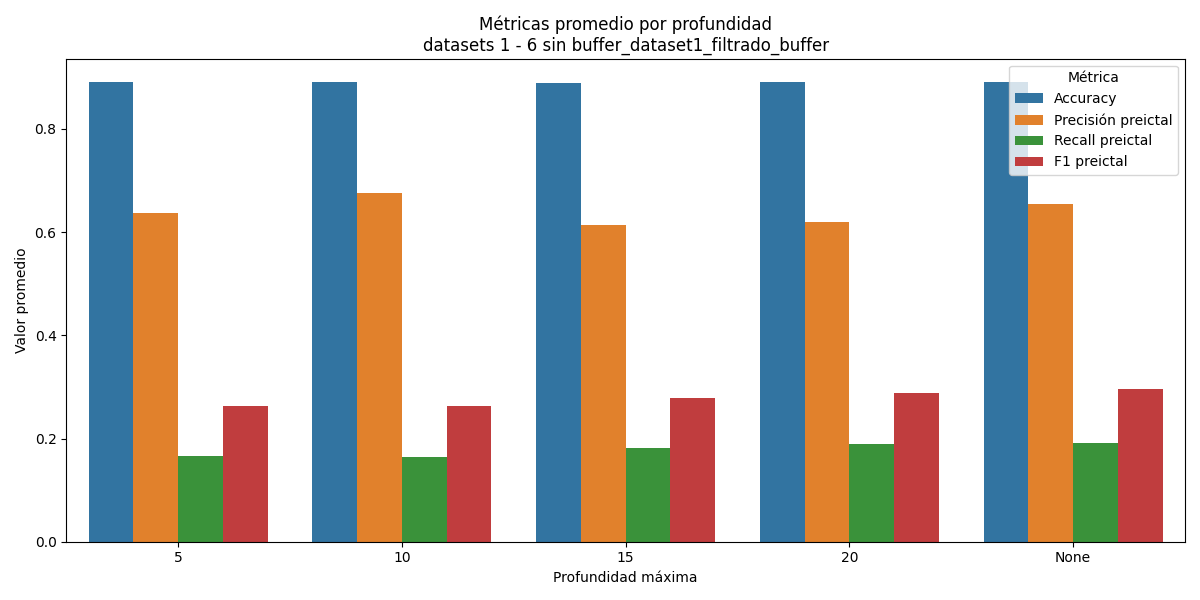 Métricas promedio por profundidad
datasets 1 - 6 sin buffer_dataset1_filtrado_buffer
Métrica
Accuracy
Precisión preictal
Recall preictal
F1 preictal
Valor promedio
0.8
0.6
0.4
0.2
0.0
5
10
15
20
None
Profundidad máxima